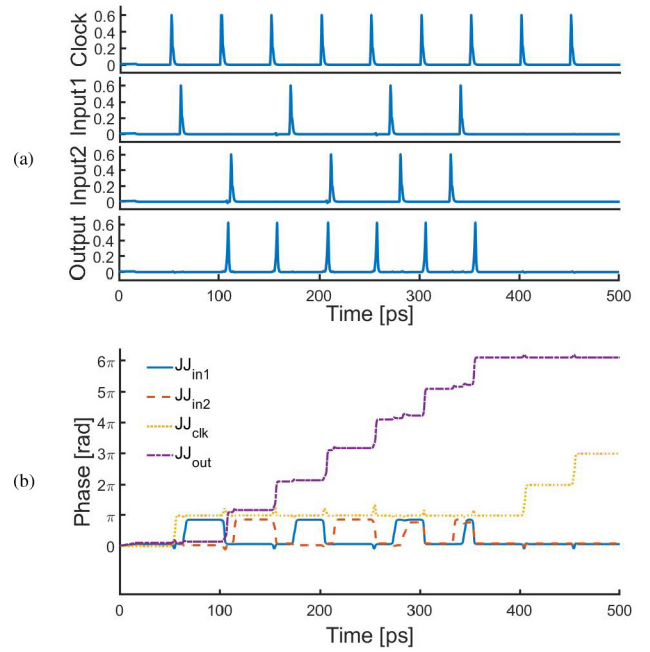 (a)
Clock
0.6
0.4
0.2
0
Input1
0.6
0.4
0.2
0
Input2
0.6
0.4
0.2
0
Output
0.6
0.4
0.2
0
0 100 200 300 400 500
Time [ps]
(b)
Phase [rad]
6π
5π
4π
3π
2π
π
0
JJin1
JJin2
JJclk
JJout
0 100 200 300 400 500
Time [ps]